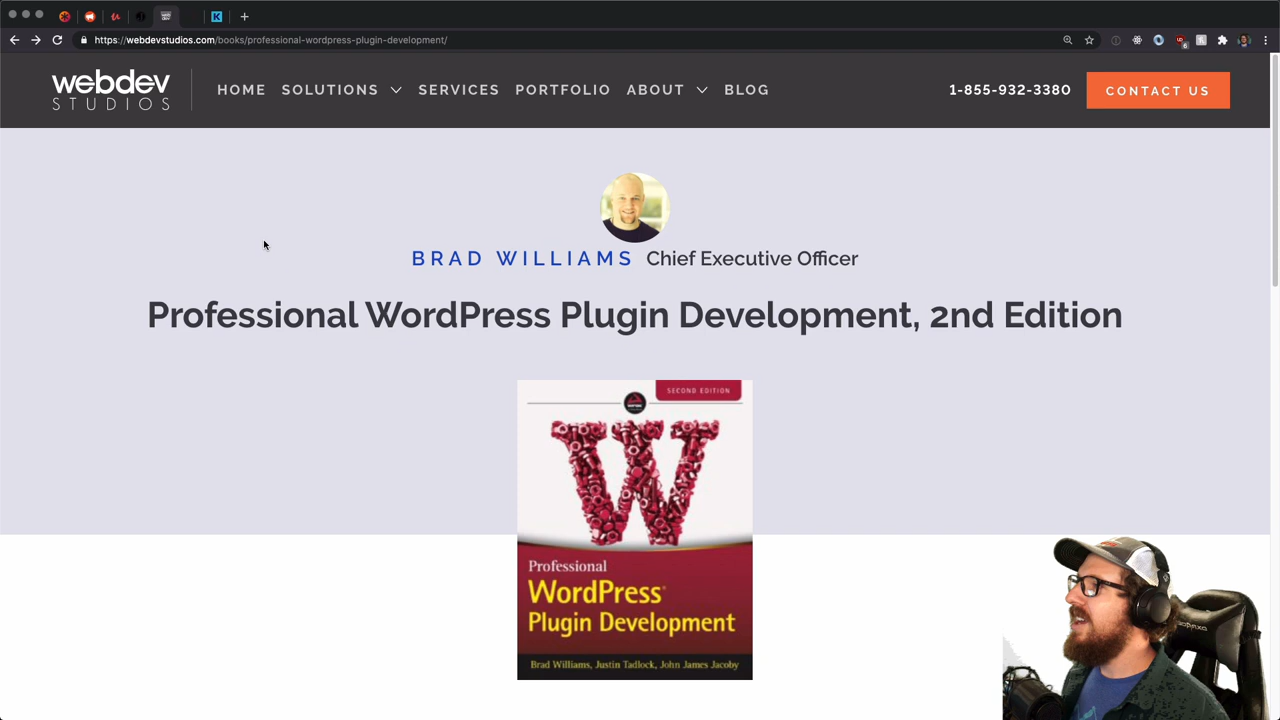 https://webdevstudios.com/books/professional-wordpress-plugin-development/
webdev
STUDIOS
HOME SOLUTIONS SERVICES PORTFOLIO ABOUT BLOG
1-855-932-3380
CONTACT US
BRAD WILLIAMS Chief Executive Officer
Professional WordPress Plugin Development, 2nd Edition
SECOND EDITION
W
Professional
WordPress®
Plugin Development
Brad Williams, Justin Tadlock, John James Jacoby